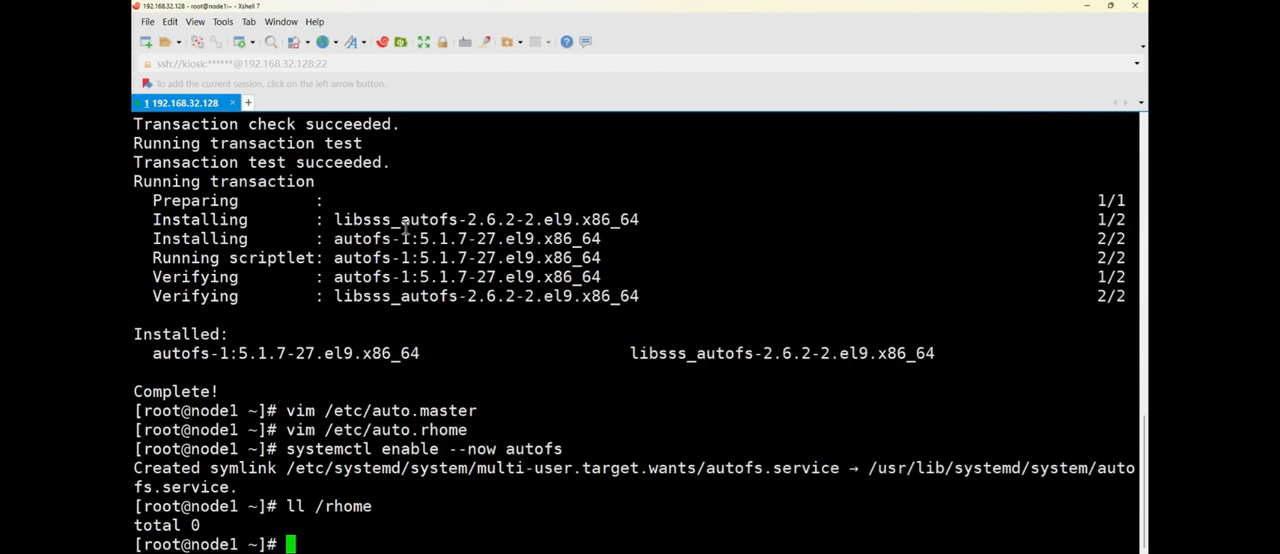 192.168.32.128 - root@node1:~ - Xshell 7
File Edit View Tools Tab Window Help
ssh://kiosk:******@192.168.32.128:22
To add the current session, click on the left arrow button.
1 192.168.32.128 × +
Transaction check succeeded.
Running transaction test
Transaction test succeeded.
Running transaction
Preparing : 1/1
Installing : libsss_autofs-2.6.2-2.el9.x86_64 1/2
Installing : autofs-1:5.1.7-27.el9.x86_64 2/2
Running scriptlet: autofs-1:5.1.7-27.el9.x86_64 2/2
Verifying : autofs-1:5.1.7-27.el9.x86_64 1/2
Verifying : libsss_autofs-2.6.2-2.el9.x86_64 2/2
Installed:
autofs-1:5.1.7-27.el9.x86_64 libsss_autofs-2.6.2-2.el9.x86_64
Complete!
[root@node1 ~]# vim /etc/auto.master
[root@node1 ~]# vim /etc/auto.rhome
[root@node1 ~]# systemctl enable --now autofs
Created symlink /etc/systemd/system/multi-user.target.wants/autofs.service → /usr/lib/systemd/system/auto
fs.service.
[root@node1 ~]# ll /rhome
total 0
[root@node1 ~]#